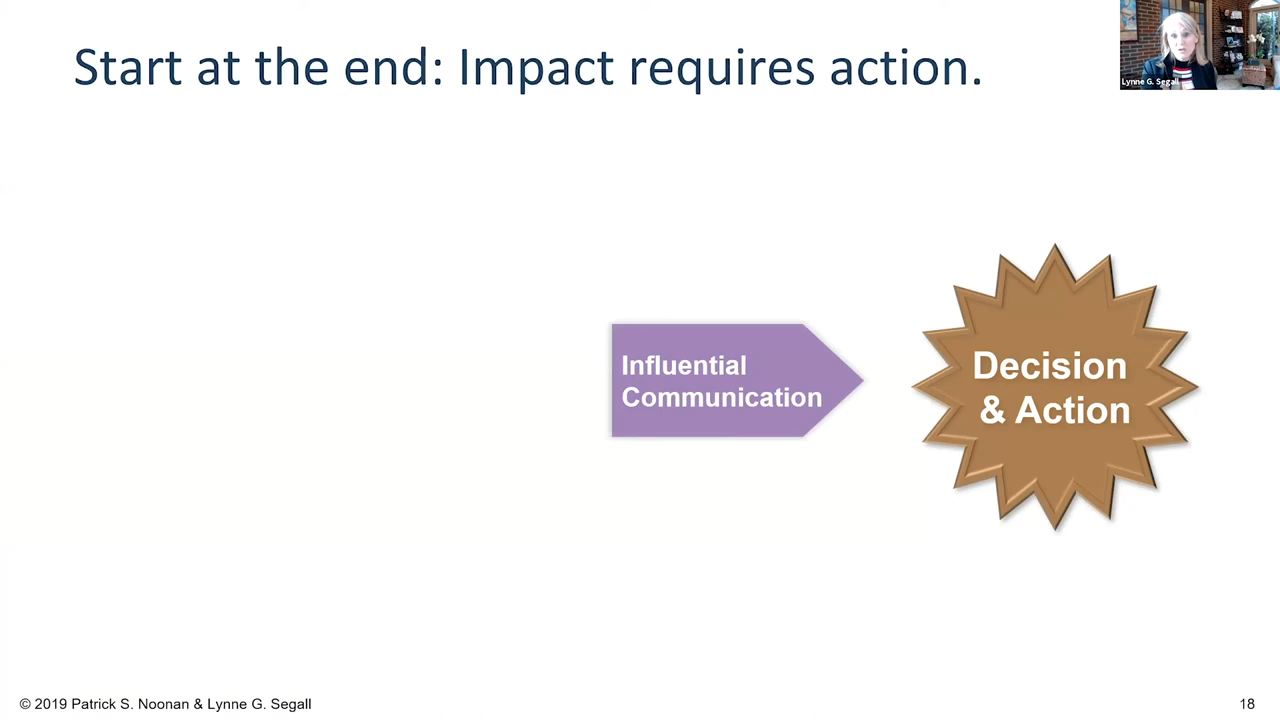 Start at the end: Impact requires action.
Lynne G. Segall
Influential
Communication
Decision
& Action
© 2019 Patrick S. Noonan & Lynne G. Segall
18